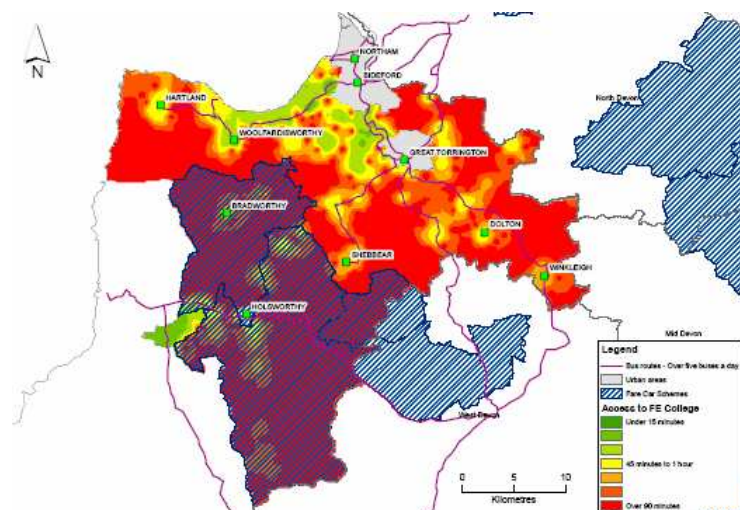 N
NORTHAM
BIDEFORD
HARTLAND
North Devon
WOOLFARDISWORTHY
GREAT TORRINGTON
BRADWORTHY
DOLTON
SHEBBEAR
WINKLEIGH
HOLSWORTHY
Mid Devon
West Devon
Legend
Bus routes - Over five buses a day
Urban areas
Fare Car Schemes
Access to FE College
Under 15 minutes
45 minutes to 1 hour
Over 90 minutes
0 5 10
Kilometres